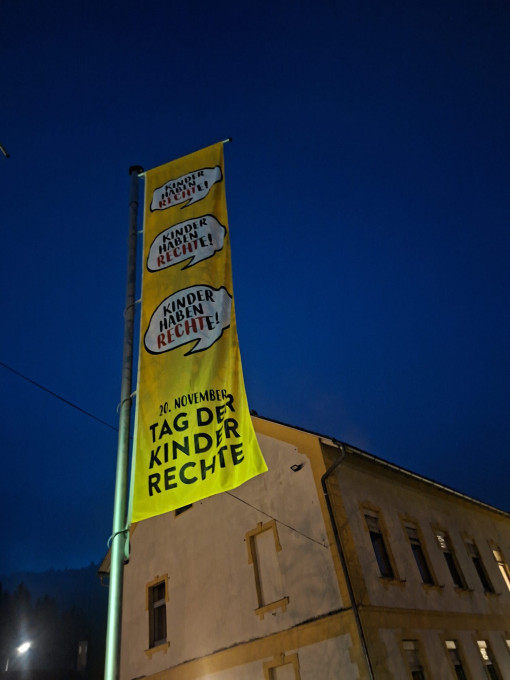 KINDER
HABEN
RECHTE!
KINDER
HABEN
RECHTE!
KINDER
HABEN
RECHTE!
20. NOVEMBER
TAG DER
KINDER
RECHTE